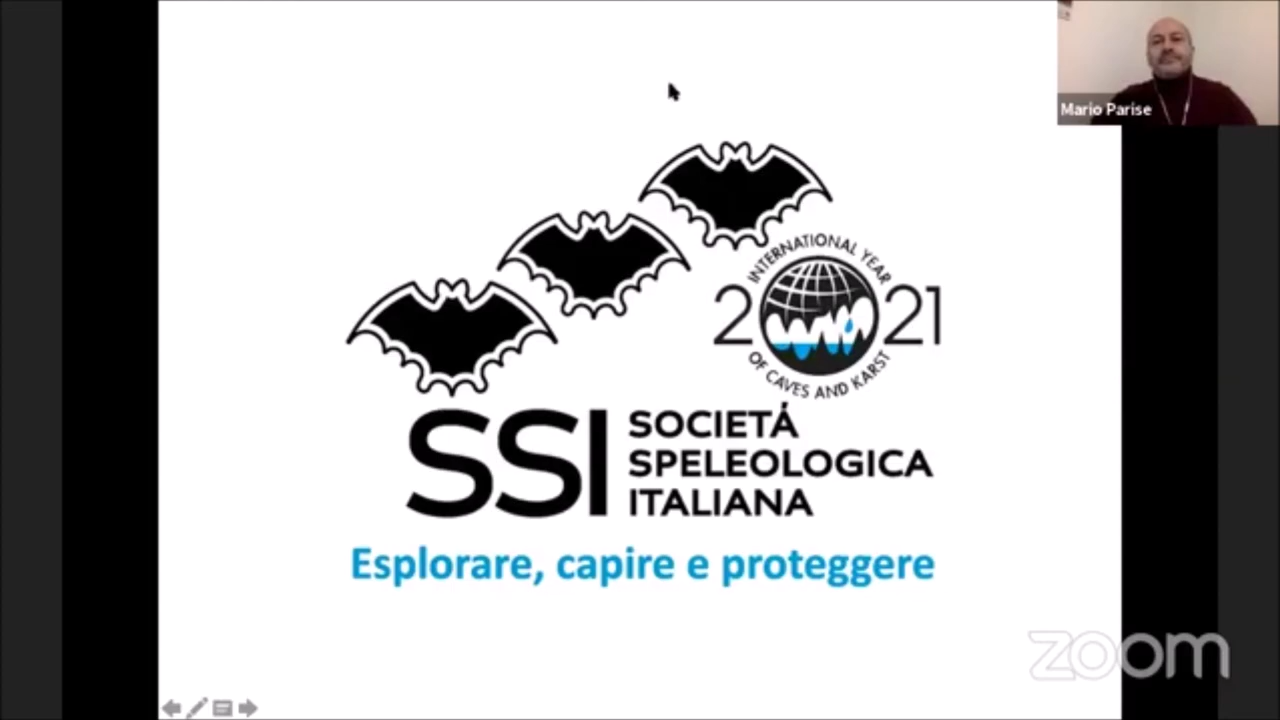 Mario Parise
INTERNATIONAL YEAR
2021
OF CAVES AND KARST
SSI
SOCIETÁ
SPELEOLOGICA
ITALIANA
Esplorare, capire e proteggere
zoom